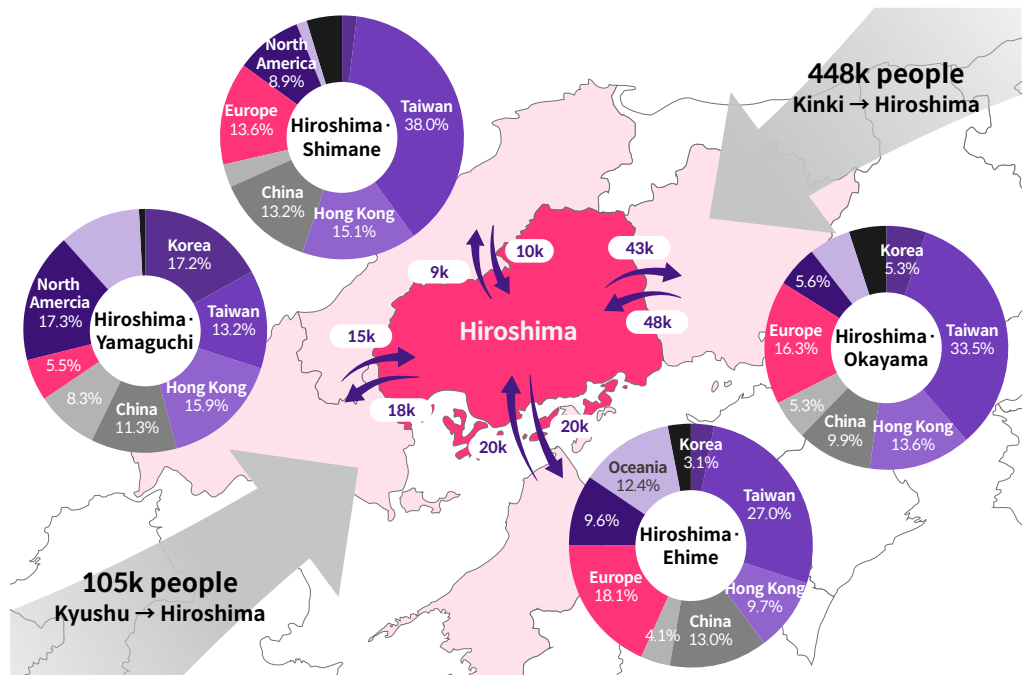 North
America
8.9%
Taiwan
38.0%
Europe
13.6%
Hiroshima·
Shimane
China
13.2%
Hong Kong
15.1%
448k people
Kinki → Hiroshima
Korea
17.2%
North
Amercia
17.3%
Taiwan
13.2%
Hiroshima·
Yamaguchi
5.5%
8.3%
Hong Kong
15.9%
China
11.3%
10k
9k
43k
48k
15k
18k
Hiroshima
20k
20k
Korea
5.3%
5.6%
Europe
16.3%
Taiwan
33.5%
Hiroshima·
Okayama
5.3%
China
9.9%
Hong Kong
13.6%
Korea
3.1%
Oceania
12.4%
Taiwan
27.0%
9.6%
Hiroshima·
Ehime
Europe
18.1%
Hong Kong
9.7%
China
13.0%
4.1%
105k people
Kyushu → Hiroshima